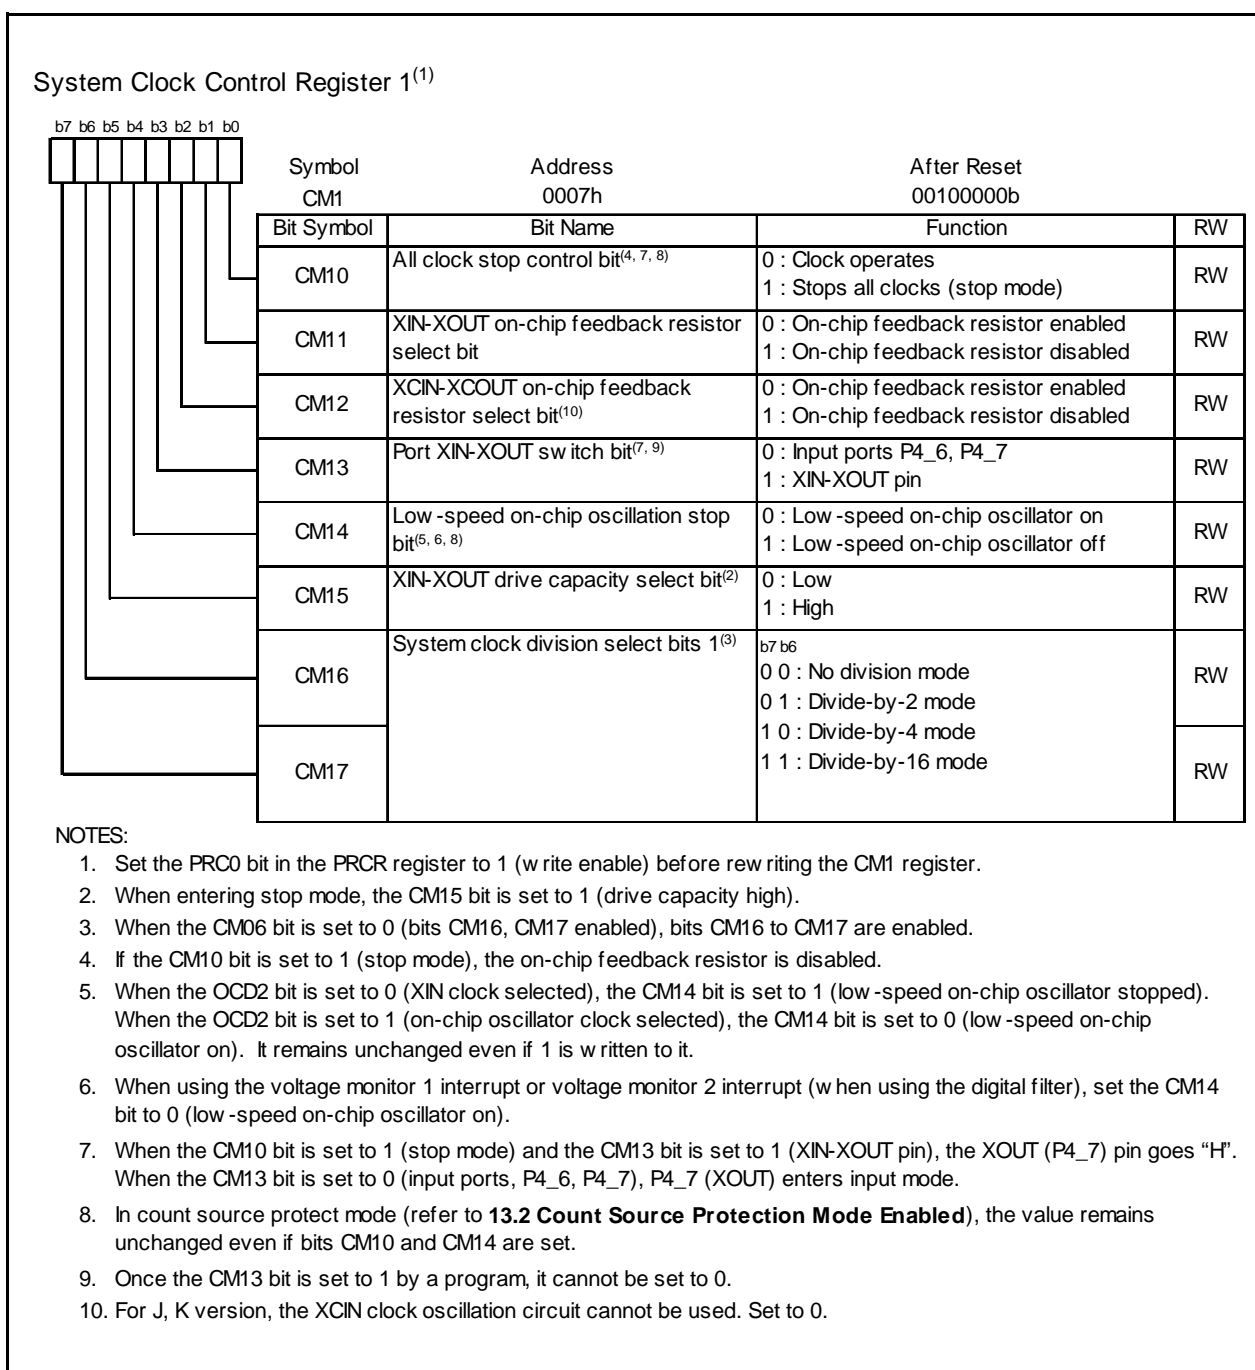 System Clock Control Register 1(1)
b7 b6 b5 b4 b3 b2 b1 b0
Symbol Address After Reset
CM1 0007h 00100000b
Bit Symbol Bit Name Function RW
CM10 All clock stop control bit(4, 7, 8) 0 : Clock operates RW
1 : Stops all clocks (stop mode)
CM11 XIN-XOUT on-chip feedback resistor 0 : On-chip feedback resistor enabled RW
select bit 1 : On-chip feedback resistor disabled
CM12 XCIN-XCOUT on-chip feedback 0 : On-chip feedback resistor enabled RW
resistor select bit(10) 1 : On-chip feedback resistor disabled
CM13 Port XIN-XOUT switch bit(7, 9) 0 : Input ports P4_6, P4_7 RW
1 : XIN-XOUT pin
CM14 Low-speed on-chip oscillation stop 0 : Low-speed on-chip oscillator on RW
bit(5, 6, 8) 1 : Low-speed on-chip oscillator off
CM15 XIN-XOUT drive capacity select bit(2) 0 : Low RW
1 : High
CM16 System clock division select bits 1(3) b7 b6 RW
0 0 : No division mode
0 1 : Divide-by-2 mode
1 0 : Divide-by-4 mode
CM17 1 1 : Divide-by-16 mode RW
NOTES:
1. Set the PRC0 bit in the PRCR register to 1 (write enable) before rewriting the CM1 register.
2. When entering stop mode, the CM15 bit is set to 1 (drive capacity high).
3. When the CM06 bit is set to 0 (bits CM16, CM17 enabled), bits CM16 to CM17 are enabled.
4. If the CM10 bit is set to 1 (stop mode), the on-chip feedback resistor is disabled.
5. When the OCD2 bit is set to 0 (XIN clock selected), the CM14 bit is set to 1 (low-speed on-chip oscillator stopped).
When the OCD2 bit is set to 1 (on-chip oscillator clock selected), the CM14 bit is set to 0 (low-speed on-chip
oscillator on). It remains unchanged even if 1 is written to it.
6. When using the voltage monitor 1 interrupt or voltage monitor 2 interrupt (when using the digital filter), set the CM14
bit to 0 (low-speed on-chip oscillator on).
7. When the CM10 bit is set to 1 (stop mode) and the CM13 bit is set to 1 (XIN-XOUT pin), the XOUT (P4_7) pin goes “H”.
When the CM13 bit is set to 0 (input ports, P4_6, P4_7), P4_7 (XOUT) enters input mode.
8. In count source protect mode (refer to 13.2 Count Source Protection Mode Enabled), the value remains
unchanged even if bits CM10 and CM14 are set.
9. Once the CM13 bit is set to 1 by a program, it cannot be set to 0.
10. For J, K version, the XCIN clock oscillation circuit cannot be used. Set to 0.